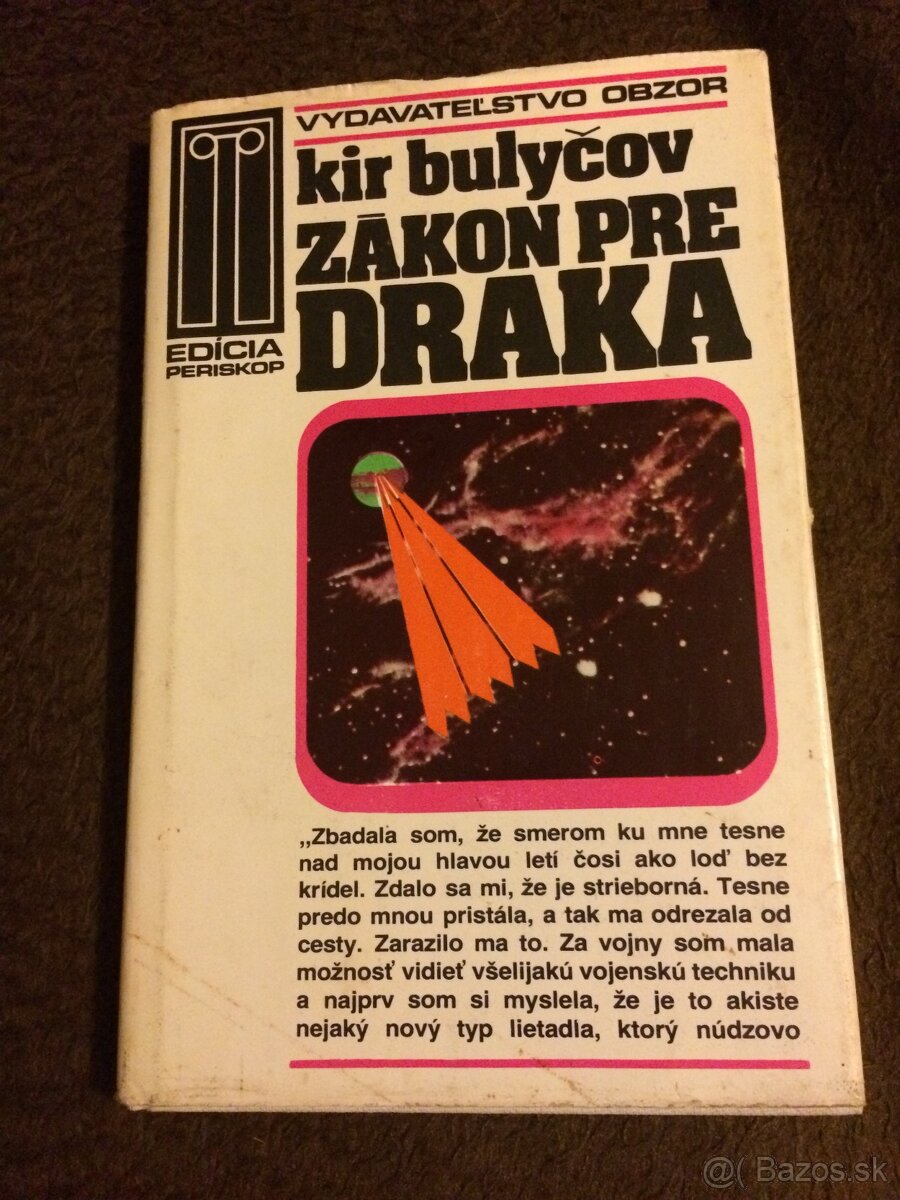 VYDAVATEĽSTVO OBZOR
kir bulyčov
ZÁKON PRE
DRAKA
EDÍCIA
PERISKOP
„Zbadala som, že smerom ku mne tesne
nad mojou hlavou letí čosi ako loď bez
krídel. Zdalo sa mi, že je strieborná. Tesne
predo mnou pristála, a tak ma odrezala od
cesty. Zarazilo ma to. Za vojny som mala
možnosť vidieť všelijakú vojenskú techniku
a najprv som si myslela, že je to akiste
nejaký nový typ lietadla, ktorý núdzovo
@( Bazos.sk